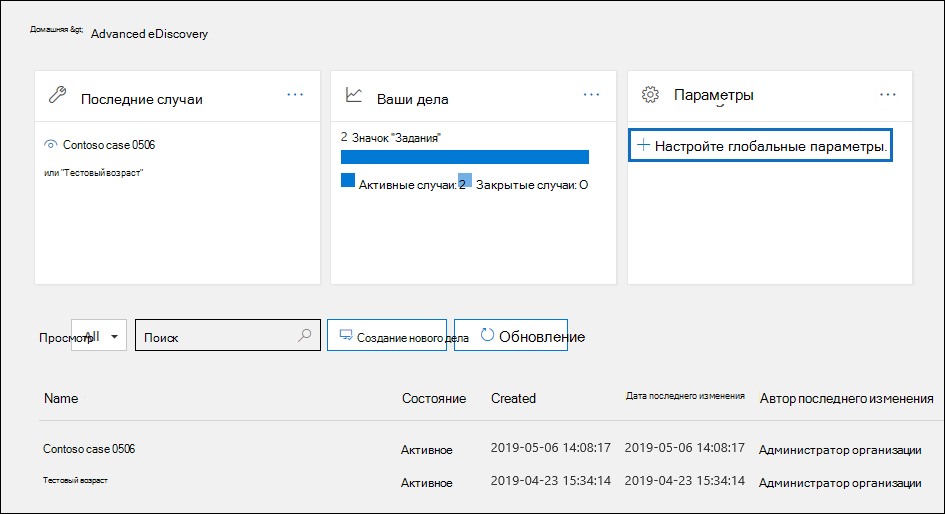 Домашняя &gt; Advanced eDiscovery
Последние случаи ...
Contoso case 0506
или "Тестовый возраст"
Ваши дела ...
2 Значок "Задания"
Активные случаи: 2 Закрытые случаи: O
Параметры ...
+ Настройте глобальные параметры.
Просмотр All Поиск Создание нового дела Обновление
Name Состояние Created Дата последнего изменения Автор последнего изменения
Contoso case 0506 Активное 2019-05-06 14:08:17 2019-05-06 14:08:17 Администратор организации
Тестовый возраст Активное 2019-04-23 15:34:14 2019-04-23 15:34:14 Администратор организации